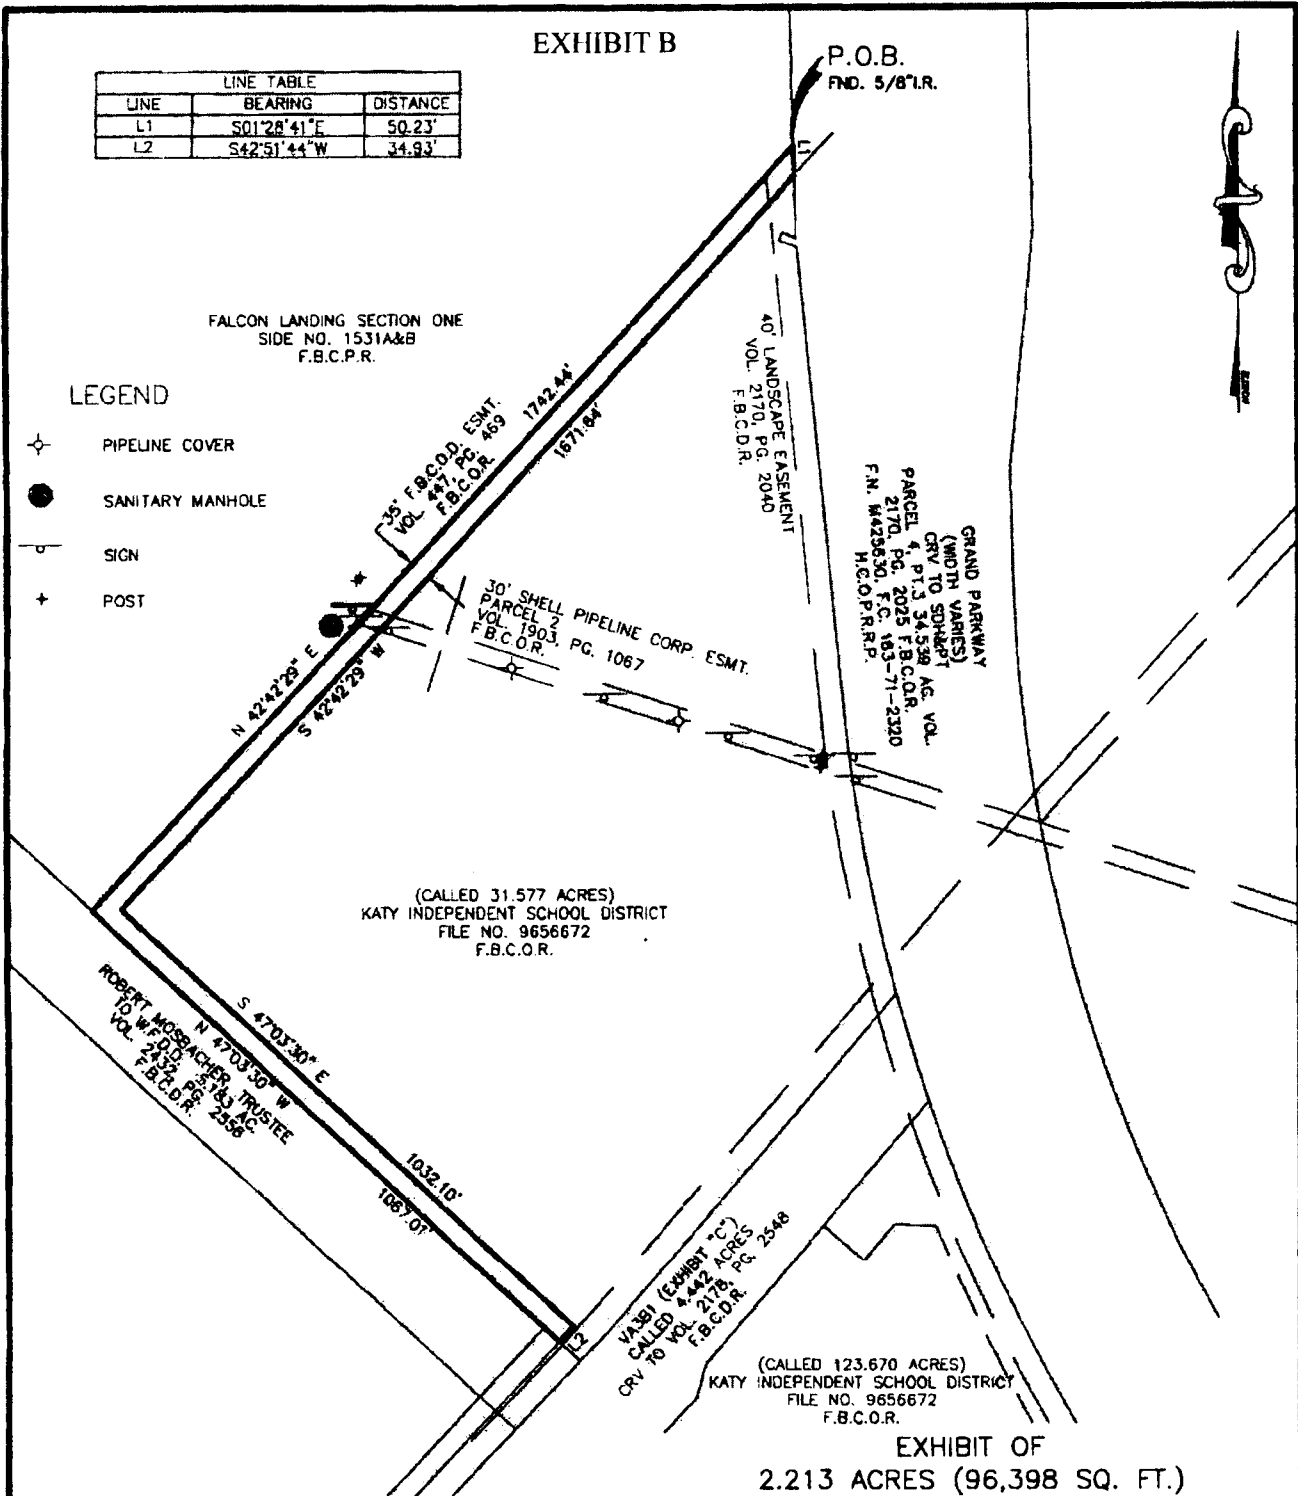 EXHIBIT B
P.O.B.
FND. 5/8"I.R.
LINE TABLE
LINE BEARING DISTANCE
L1 S01°28'41"E 50.23'
L2 S42°51'44"W 34.93'
L1
FALCON LANDING SECTION ONE
SIDE NO. 1531A&B
F.B.C.P.R.
LEGEND
PIPELINE COVER
SANITARY MANHOLE
SIGN
POST
35' F.B.C.O.D. ESMT.
VOL. 447, PG. 469
F.B.C.O.R.
1742.44'
1671.64'
40' LANDSCAPE EASEMENT
VOL. 2170, PG. 2040
F.B.C.D.R.
GRAND PARKWAY
(WIDTH VARIES)
CRV TO SDH&PT
PARCEL 4, PT.3 34.539 AC. VOL.
2170, PG. 2025 F.B.C.O.R.
F.N. M425630, F.C. 163-71-2320
H.C.O.P.R.R.P.
30' SHELL PIPELINE CORP. ESMT.
PARCEL 2
VOL. 1903, PG. 1067
F.B.C.O.R.
N 42°42'29" E
S 42°42'29" W
(CALLED 31.577 ACRES)
KATY INDEPENDENT SCHOOL DISTRICT
FILE NO. 9656672
F.B.C.O.R.
ROBERT MOSBACHER, TRUSTEE
TO W.F.D.D. 5.183 AC.
VOL. 2432, PG. 2556
F.B.C.D.R.
S 47°03'30" E
N 47°03'30" W
1032.10'
1067.01'
L2
VA381 (EXHIBIT "C")
CALLED 4.442 ACRES
CRV TO VOL. 2178, PG. 2548
F.B.C.D.R.
(CALLED 123.670 ACRES)
KATY INDEPENDENT SCHOOL DISTRICT
FILE NO. 9656672
F.B.C.O.R.
EXHIBIT OF
2.213 ACRES (96,398 SQ. FT.)